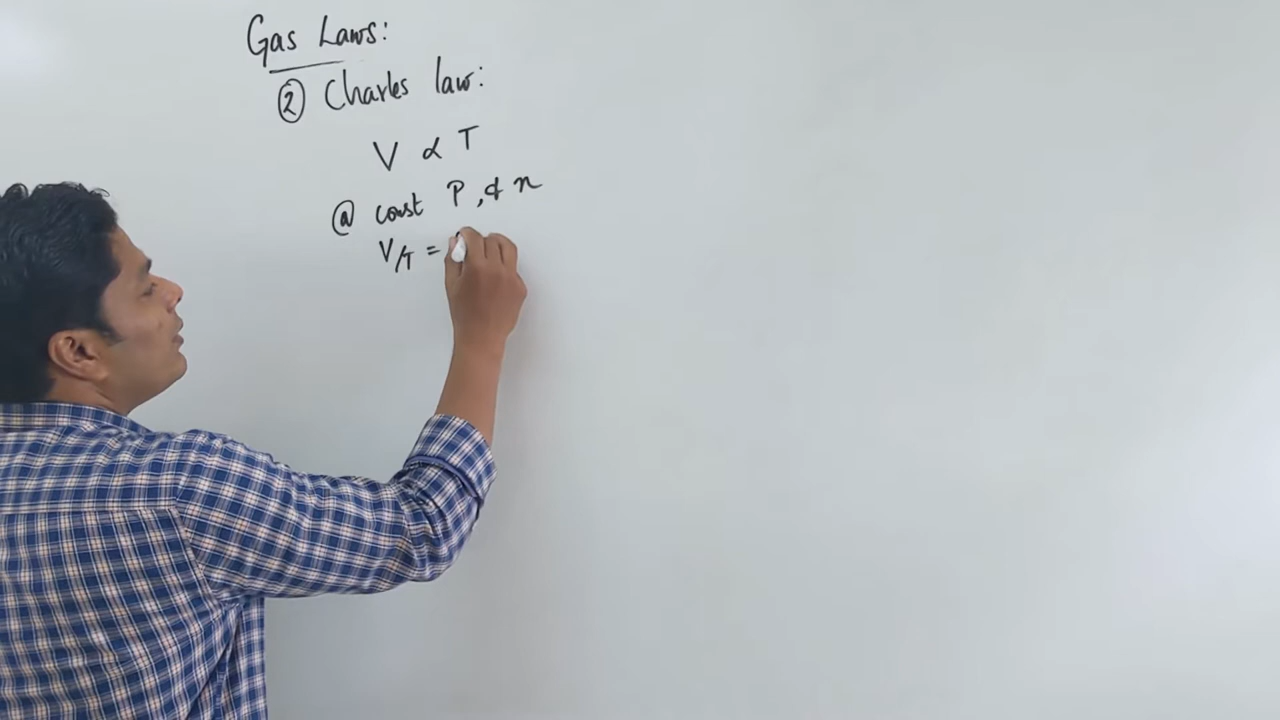 Gas Laws:
② Charles law:
V ∝ T
@ const P, & n
V/T =